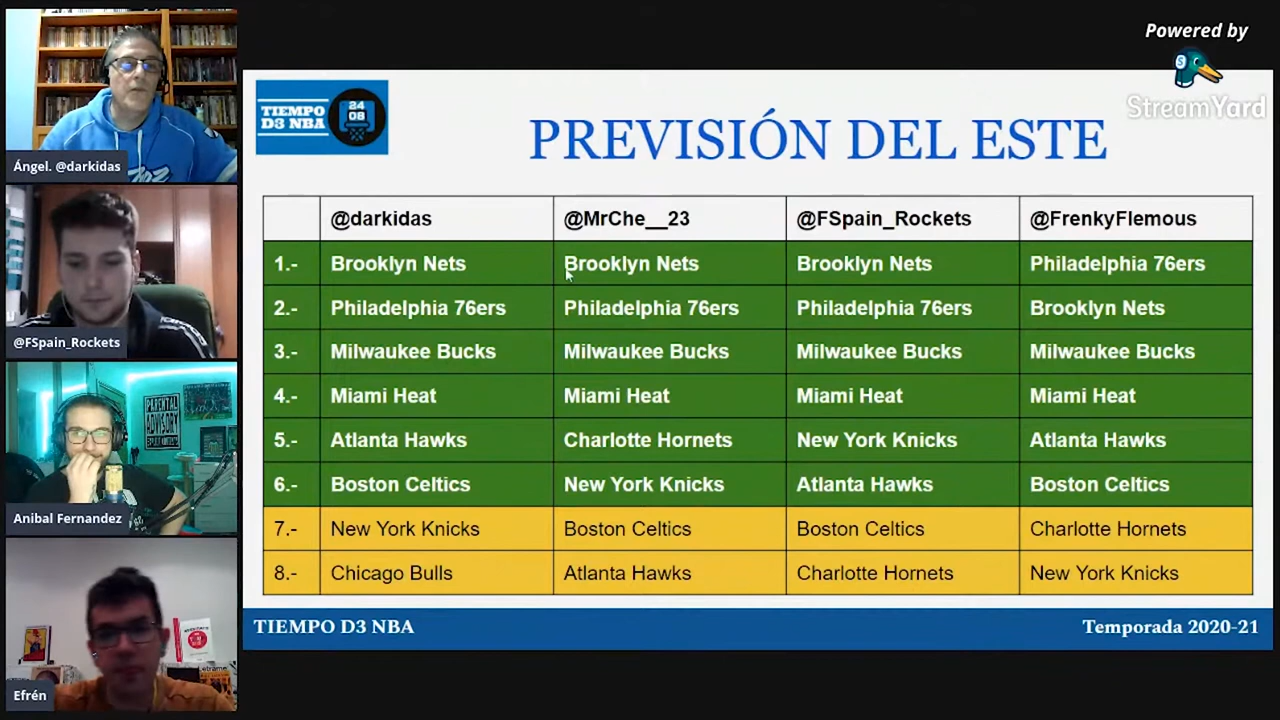 Powered by
StreamYard
TIEMPO
D3 NBA
24
08
PREVISIÓN DEL ESTE
@darkidas @MrChe__23 @FSpain_Rockets @FrenkyFlemous
1.- Brooklyn Nets Brooklyn Nets Brooklyn Nets Philadelphia 76ers
2.- Philadelphia 76ers Philadelphia 76ers Philadelphia 76ers Brooklyn Nets
3.- Milwaukee Bucks Milwaukee Bucks Milwaukee Bucks Milwaukee Bucks
4.- Miami Heat Miami Heat Miami Heat Miami Heat
5.- Atlanta Hawks Charlotte Hornets New York Knicks Atlanta Hawks
6.- Boston Celtics New York Knicks Atlanta Hawks Boston Celtics
7.- New York Knicks Boston Celtics Boston Celtics Charlotte Hornets
8.- Chicago Bulls Atlanta Hawks Charlotte Hornets New York Knicks
TIEMPO D3 NBA Temporada 2020-21
Ángel. @darkidas
@FSpain_Rockets
PARENTAL
ADVISORY
Anibal Fernandez
Efrén